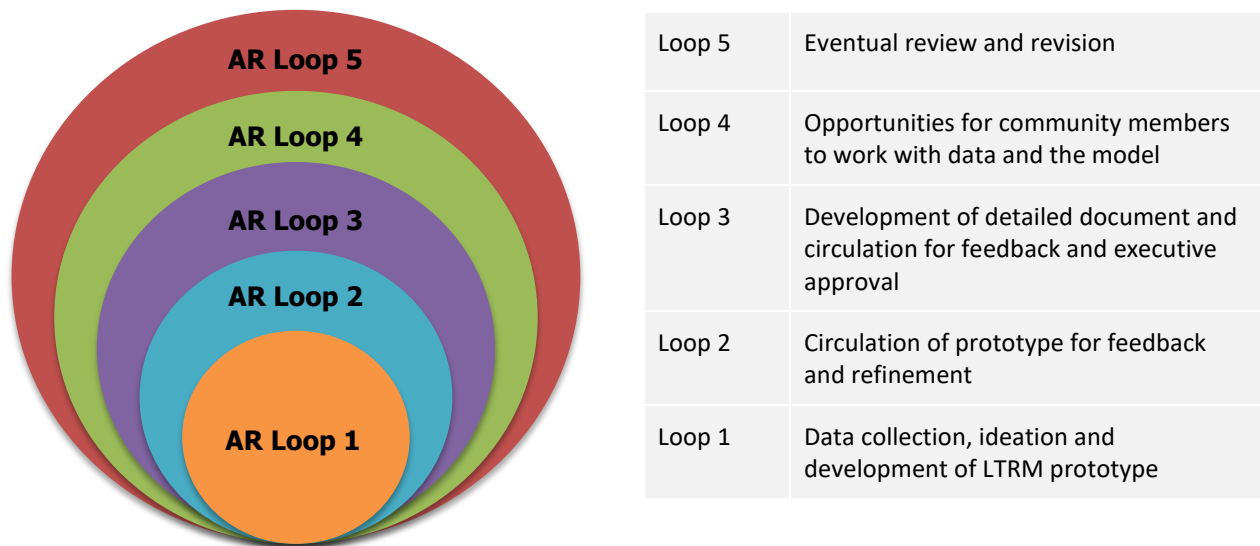 AR Loop 5
AR Loop 4
AR Loop 3
AR Loop 2
AR Loop 1
Loop 5
Eventual review and revision
Loop 4
Opportunities for community members
to work with data and the model
Loop 3
Development of detailed document and
circulation for feedback and executive
approval
Loop 2
Circulation of prototype for feedback
and refinement
Loop 1
Data collection, ideation and
development of LTRM prototype